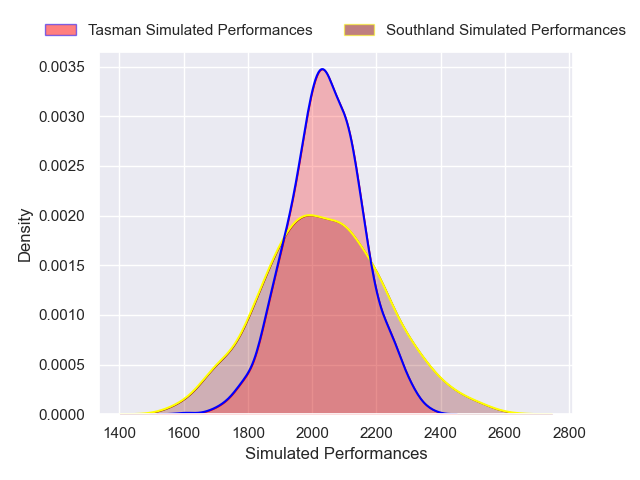 Tasman Simulated Performances Southland Simulated Performances
0.0035
0.0030
0.0025
0.0020
0.0015
0.0010
0.0005
0.0000
Density
1400 1600 1800 2000 2200 2400 2600 2800
Simulated Performances